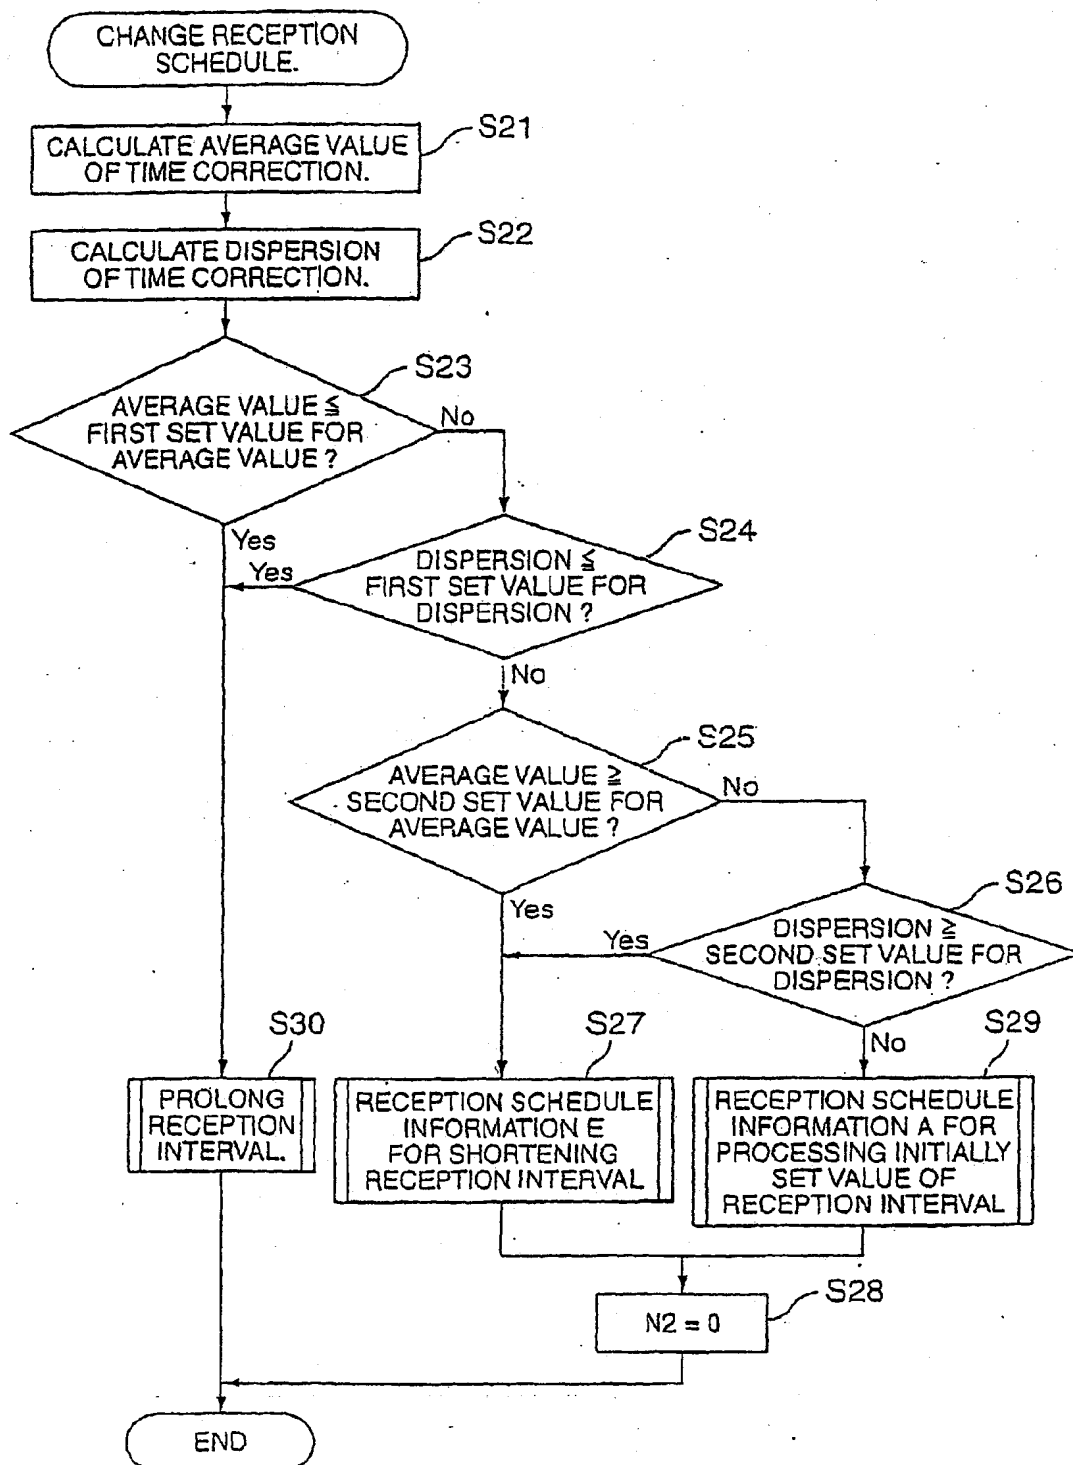 CHANGE RECEPTION
SCHEDULE.
S21
CALCULATE AVERAGE VALUE
OF TIME CORRECTION.
S22
CALCULATE DISPERSION
OF TIME CORRECTION.
S23
AVERAGE VALUE ≦
FIRST SET VALUE FOR
AVERAGE VALUE ?
No
Yes
S24
DISPERSION ≦
FIRST SET VALUE FOR
DISPERSION ?
Yes
No
S25
AVERAGE VALUE ≧
SECOND SET VALUE FOR
AVERAGE VALUE ?
No
Yes
S26
DISPERSION ≧
SECOND SET VALUE FOR
DISPERSION ?
Yes
No
S30
PROLONG
RECEPTION
INTERVAL.
S27
RECEPTION SCHEDULE
INFORMATION E
FOR SHORTENING
RECEPTION INTERVAL
S29
RECEPTION SCHEDULE
INFORMATION A FOR
PROCESSING INITIALLY
SET VALUE OF
RECEPTION INTERVAL
S28
N2 = 0
END